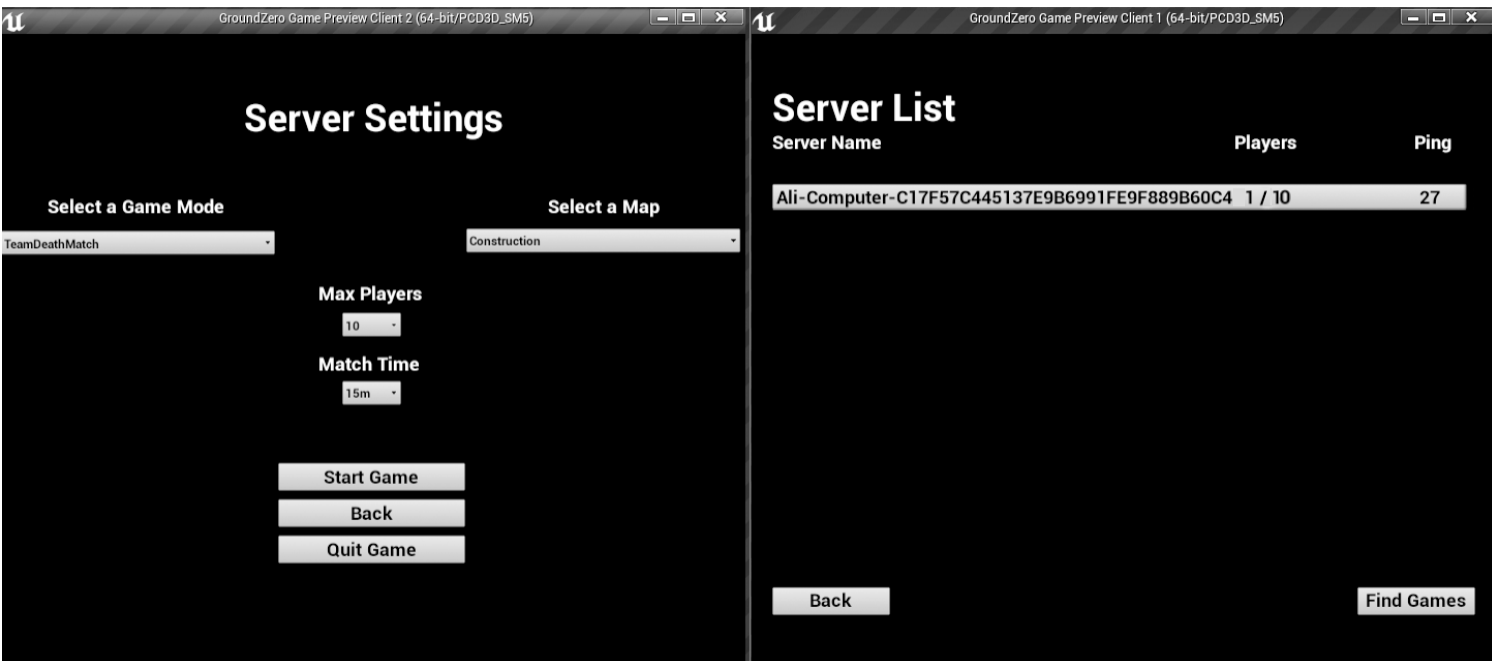 GroundZero Game Preview Client 2 (64-bit/PCD3D_SM5)
Server Settings
Select a Game Mode
Select a Map
TeamDeathMatch
Construction
Max Players
10
Match Time
15m
Start Game
Back
Quit Game
GroundZero Game Preview Client 1 (64-bit/PCD3D_SM5)
Server List
Server Name Players Ping
Ali-Computer-C17F57C445137E9B6991FE9F889B60C4 1 / 10 27
Back
Find Games